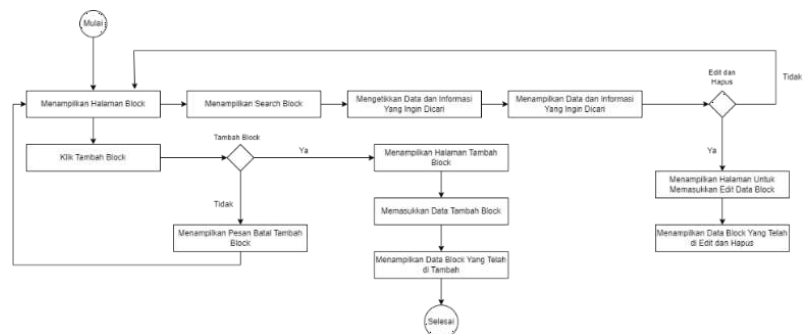 Mulai
Edit dan
Hapus
Tidak
Menampilkan Halaman Block
Menampilkan Search Block
Mengetikkan Data dan Informasi
Yang Ingin Dicari
Menampilkan Data dan Informasi
Yang Ingin Dicari
Tambah Block
Klik Tambah Block
Ya
Menampilkan Halaman Tambah
Block
Ya
Menampilkan Halaman Untuk
Memasukkan Edit Data Block
Tidak
Memasukkan Data Tambah Block
Menampilkan Pesan Batal Tambah
Block
Menampilkan Data Block Yang Telah
di Edit dan Hapus
Menampilkan Data Block Yang Telah
di Tambah
Selesai